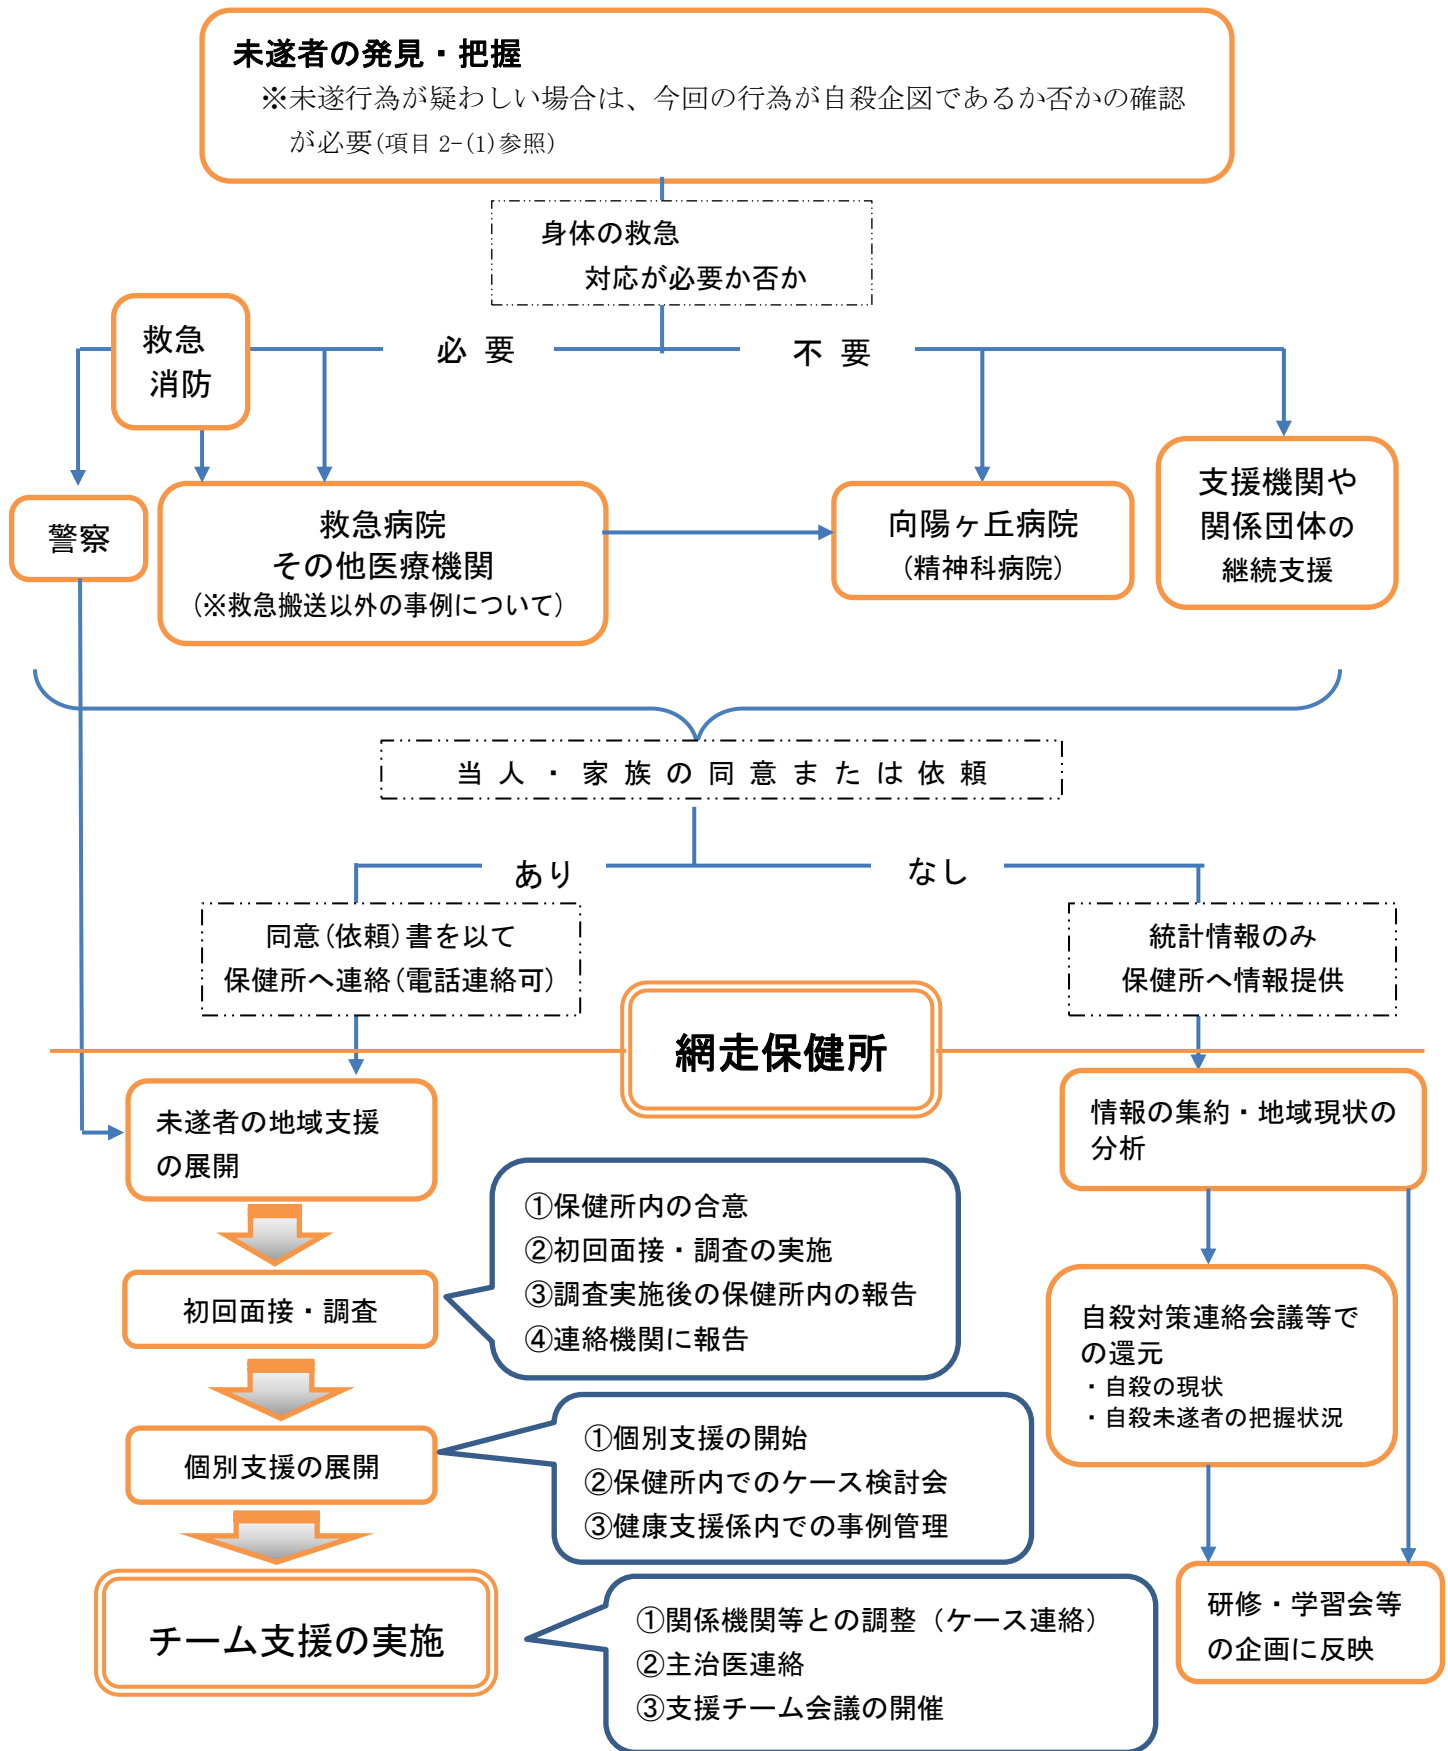 未遂者の発見・把握
※未遂行為が疑わしい場合は、今回の行為が自殺企図であるか否かの確認
が必要(項目 2-(1)参照)
身体の救急
対応が必要か否か
救急
消防
必 要
不 要
警察
救急病院
その他医療機関
(※救急搬送以外の事例について)
向陽ヶ丘病院
(精神科病院)
支援機関や
関係団体の
継続支援
当 人 ・ 家 族 の 同 意 ま た は 依 頼
あり
なし
同意(依頼)書を以て
保健所へ連絡(電話連絡可)
統計情報のみ
保健所へ情報提供
網走保健所
未遂者の地域支援
の展開
情報の集約・地域現状の
分析
①保健所内の合意
②初回面接・調査の実施
③調査実施後の保健所内の報告
④連絡機関に報告
初回面接・調査
自殺対策連絡会議等で
の還元
・自殺の現状
・自殺未遂者の把握状況
個別支援の展開
①個別支援の開始
②保健所内でのケース検討会
③健康支援係内での事例管理
チーム支援の実施
①関係機関等との調整（ケース連絡）
②主治医連絡
③支援チーム会議の開催
研修・学習会等
の企画に反映